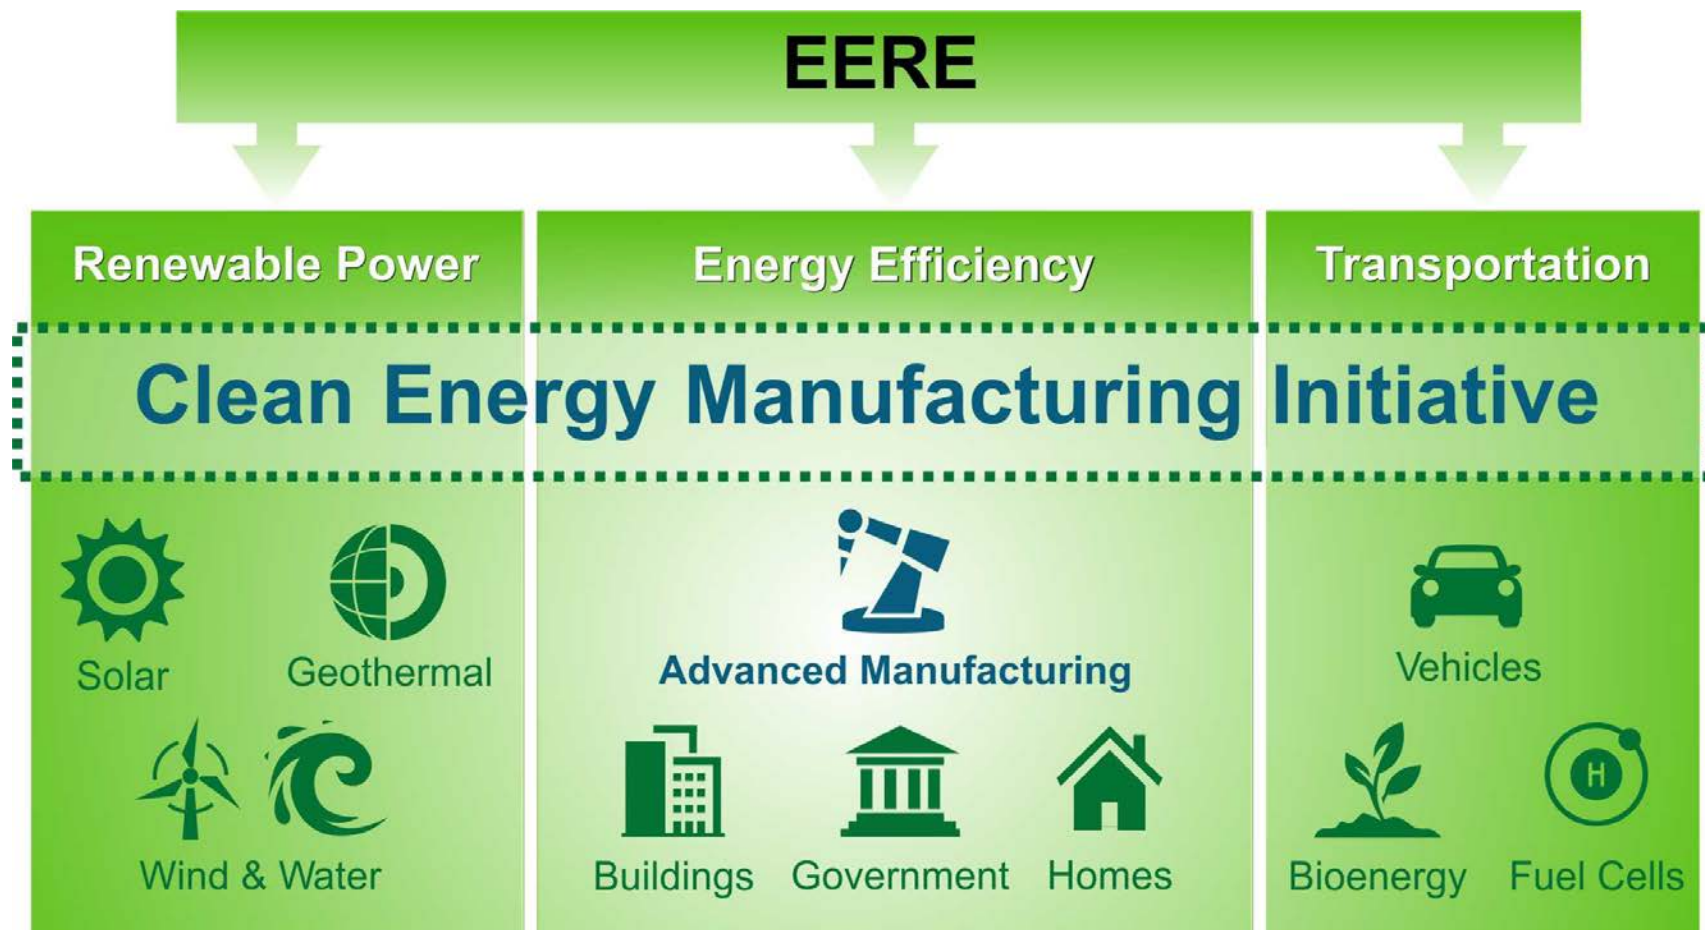 EERE
Renewable Power
Energy Efficiency
Transportation
Clean Energy Manufacturing Initiative
Solar
Geothermal
Wind & Water
Advanced Manufacturing
Buildings
Government
Homes
Vehicles
Bioenergy
H
Fuel Cells